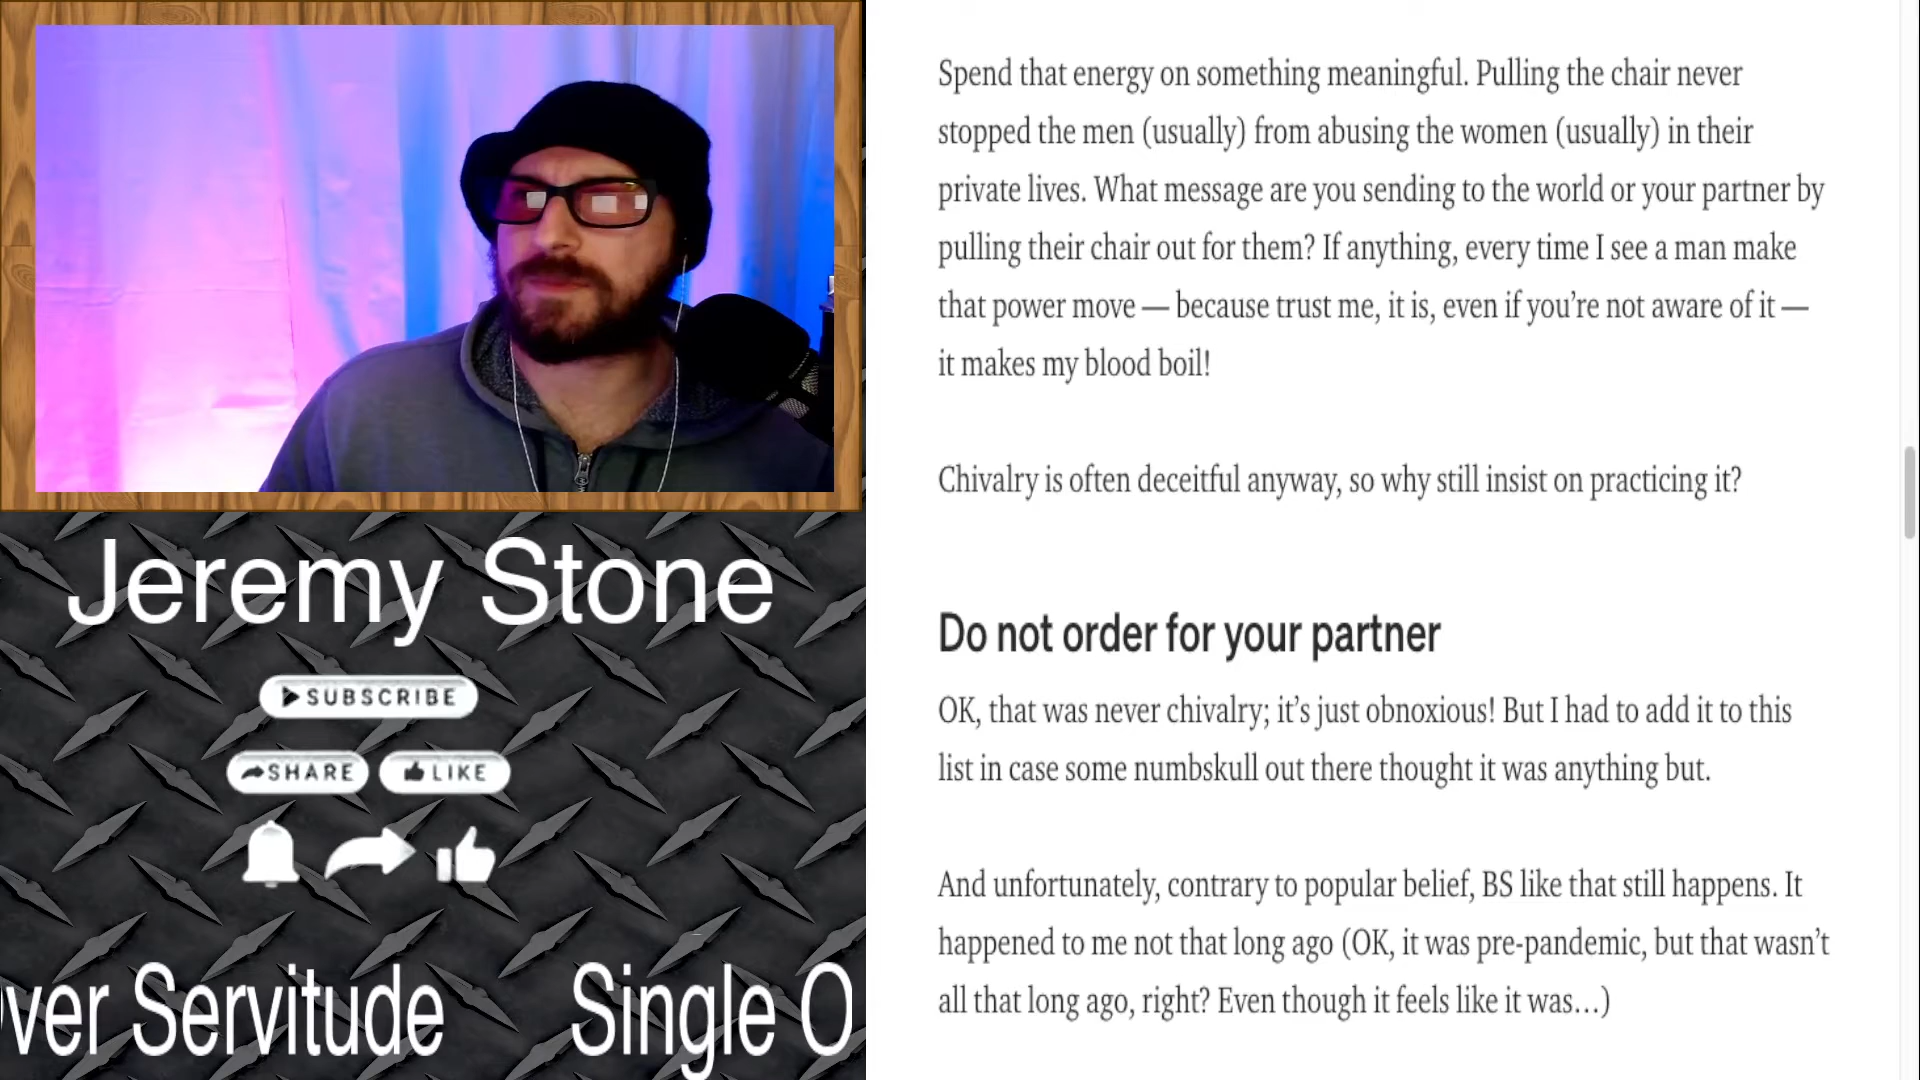 Jeremy Stone
SUBSCRIBE
SHARE LIKE
ver Servitude Single O
Spend that energy on something meaningful. Pulling the chair never
stopped the men (usually) from abusing the women (usually) in their
private lives. What message are you sending to the world or your partner by
pulling their chair out for them? If anything, every time I see a man make
that power move — because trust me, it is, even if you’re not aware of it —
it makes my blood boil!
Chivalry is often deceitful anyway, so why still insist on practicing it?
Do not order for your partner
OK, that was never chivalry; it’s just obnoxious! But I had to add it to this
list in case some numbskull out there thought it was anything but.
And unfortunately, contrary to popular belief, BS like that still happens. It
happened to me not that long ago (OK, it was pre-pandemic, but that wasn’t
all that long ago, right? Even though it feels like it was…)